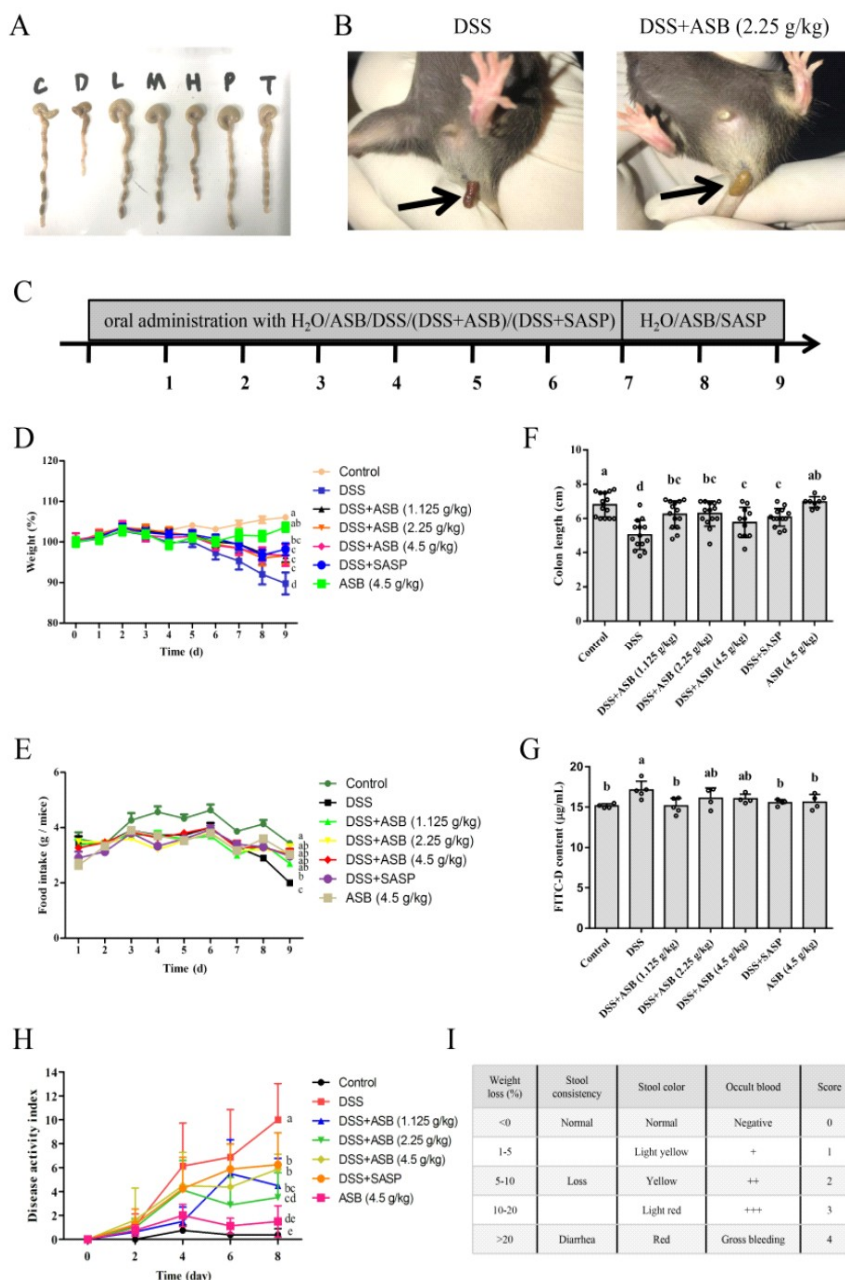 A
C D L M H P T
B
DSS
DSS+ASB (2.25 g/kg)
C
oral administration with H₂O/ASB/DSS/(DSS+ASB)/(DSS+SASP)
H₂O/ASB/SASP
1 2 3 4 5 6 7 8 9
D
120
110
100
90
80
Weight (%)
0 1 2 3 4 5 6 7 8 9
Time (d)
a
ab
bc
c
c
c
d
Control
DSS
DSS+ASB (1.125 g/kg)
DSS+ASB (2.25 g/kg)
DSS+ASB (4.5 g/kg)
DSS+SASP
ASB (4.5 g/kg)
F
10
8
6
4
2
0
Colon length (cm)
a d bc bc c c ab
Control
DSS
DSS+ASB (1.125 g/kg)
DSS+ASB (2.25 g/kg)
DSS+ASB (4.5 g/kg)
DSS+SASP
ASB (4.5 g/kg)
E
6
4
2
0
Food intake (g / mice)
1 2 3 4 5 6 7 8 9
Time (d)
a
ab
ab
ab
ab
b
c
Control
DSS
DSS+ASB (1.125 g/kg)
DSS+ASB (2.25 g/kg)
DSS+ASB (4.5 g/kg)
DSS+SASP
ASB (4.5 g/kg)
G
20
15
10
5
0
FITC-D content (μg/mL)
b a b ab ab b b
Control
DSS
DSS+ASB (1.125 g/kg)
DSS+ASB (2.25 g/kg)
DSS+ASB (4.5 g/kg)
DSS+SASP
ASB (4.5 g/kg)
H
14
12
10
8
6
4
2
0
Disease activity index
0 2 4 6 8
Time (day)
a
b
b
bc
cd
de
e
Control
DSS
DSS+ASB (1.125 g/kg)
DSS+ASB (2.25 g/kg)
DSS+ASB (4.5 g/kg)
DSS+SASP
ASB (4.5 g/kg)
I
Weight loss (%) Stool consistency Stool color Occult blood Score
<0 Normal Normal Negative 0
1-5 Light yellow + 1
5-10 Loss Yellow ++ 2
10-20 Light red +++ 3
>20 Diarrhea Red Gross bleeding 4